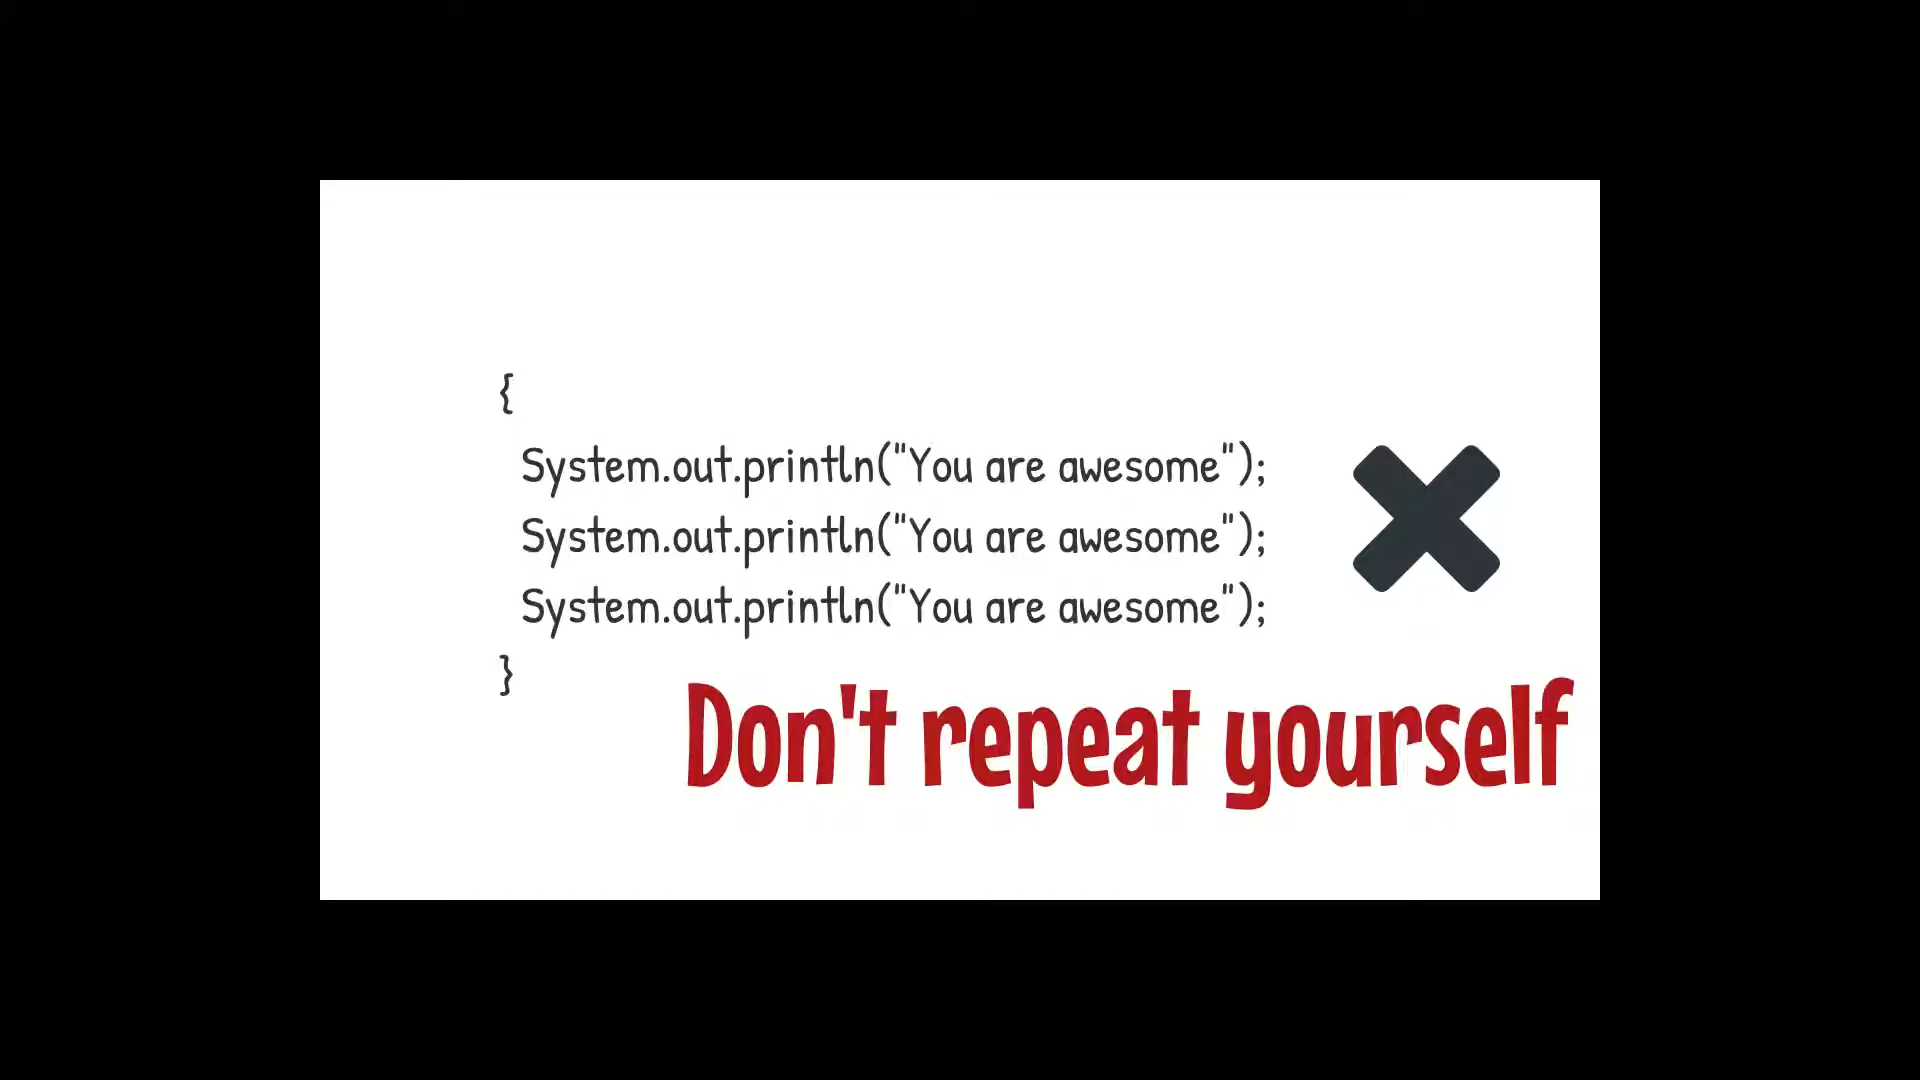 {
System.out.println("You are awesome");
System.out.println("You are awesome");
System.out.println("You are awesome");
}
Don't repeat yourself